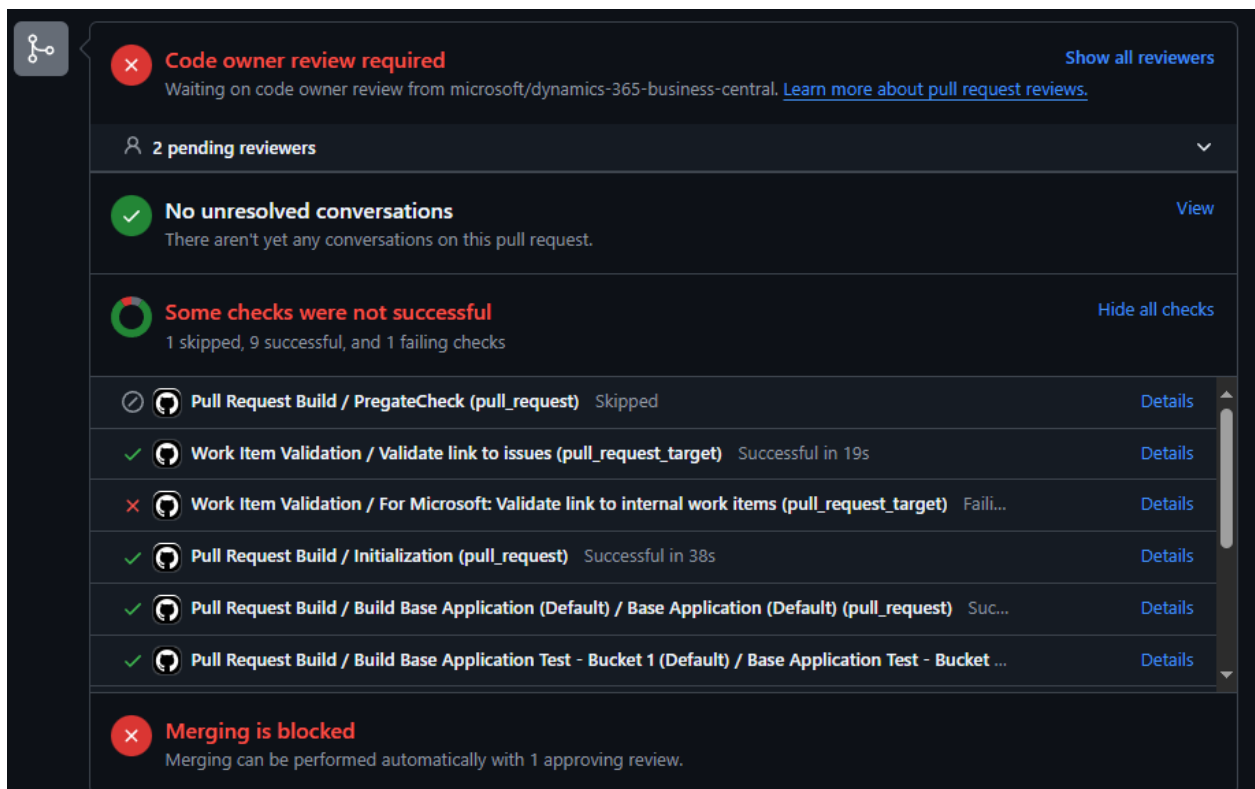 Code owner review required
Show all reviewers
Waiting on code owner review from microsoft/dynamics-365-business-central. Learn more about pull request reviews.
2 pending reviewers
No unresolved conversations
View
There aren't yet any conversations on this pull request.
Some checks were not successful
Hide all checks
1 skipped, 9 successful, and 1 failing checks
Pull Request Build / PregateCheck (pull_request) Skipped
Details
Work Item Validation / Validate link to issues (pull_request_target) Successful in 19s
Details
Work Item Validation / For Microsoft: Validate link to internal work items (pull_request_target) Faili...
Details
Pull Request Build / Initialization (pull_request) Successful in 38s
Details
Pull Request Build / Build Base Application (Default) / Base Application (Default) (pull_request) Suc...
Details
Pull Request Build / Build Base Application Test - Bucket 1 (Default) / Base Application Test - Bucket ...
Details
Merging is blocked
Merging can be performed automatically with 1 approving review.